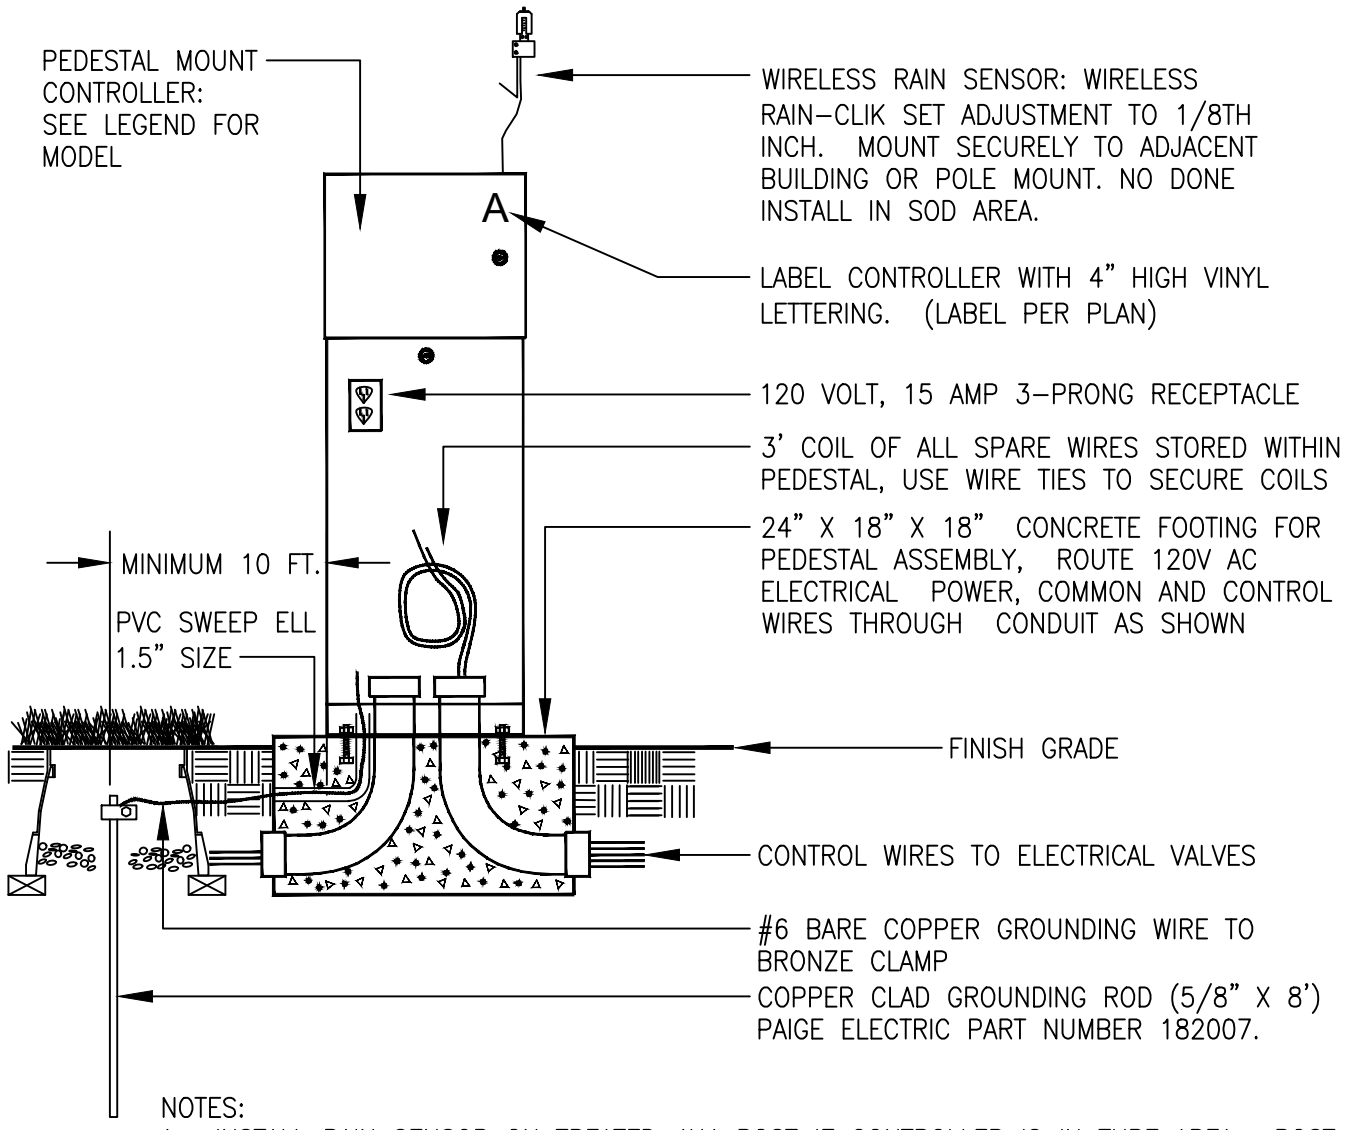 PEDESTAL MOUNT
CONTROLLER:
SEE LEGEND FOR
MODEL
WIRELESS RAIN SENSOR: WIRELESS
RAIN-CLIK SET ADJUSTMENT TO 1/8TH
INCH. MOUNT SECURELY TO ADJACENT
BUILDING OR POLE MOUNT. NO DONE
INSTALL IN SOD AREA.
A
LABEL CONTROLLER WITH 4" HIGH VINYL
LETTERING. (LABEL PER PLAN)
120 VOLT, 15 AMP 3-PRONG RECEPTACLE
3' COIL OF ALL SPARE WIRES STORED WITHIN
PEDESTAL, USE WIRE TIES TO SECURE COILS
24" X 18" X 18" CONCRETE FOOTING FOR
PEDESTAL ASSEMBLY, ROUTE 120V AC
ELECTRICAL POWER, COMMON AND CONTROL
WIRES THROUGH CONDUIT AS SHOWN
MINIMUM 10 FT.
PVC SWEEP ELL
1.5" SIZE
FINISH GRADE
CONTROL WIRES TO ELECTRICAL VALVES
#6 BARE COPPER GROUNDING WIRE TO
BRONZE CLAMP
COPPER CLAD GROUNDING ROD (5/8" X 8')
PAIGE ELECTRIC PART NUMBER 182007.
NOTES: